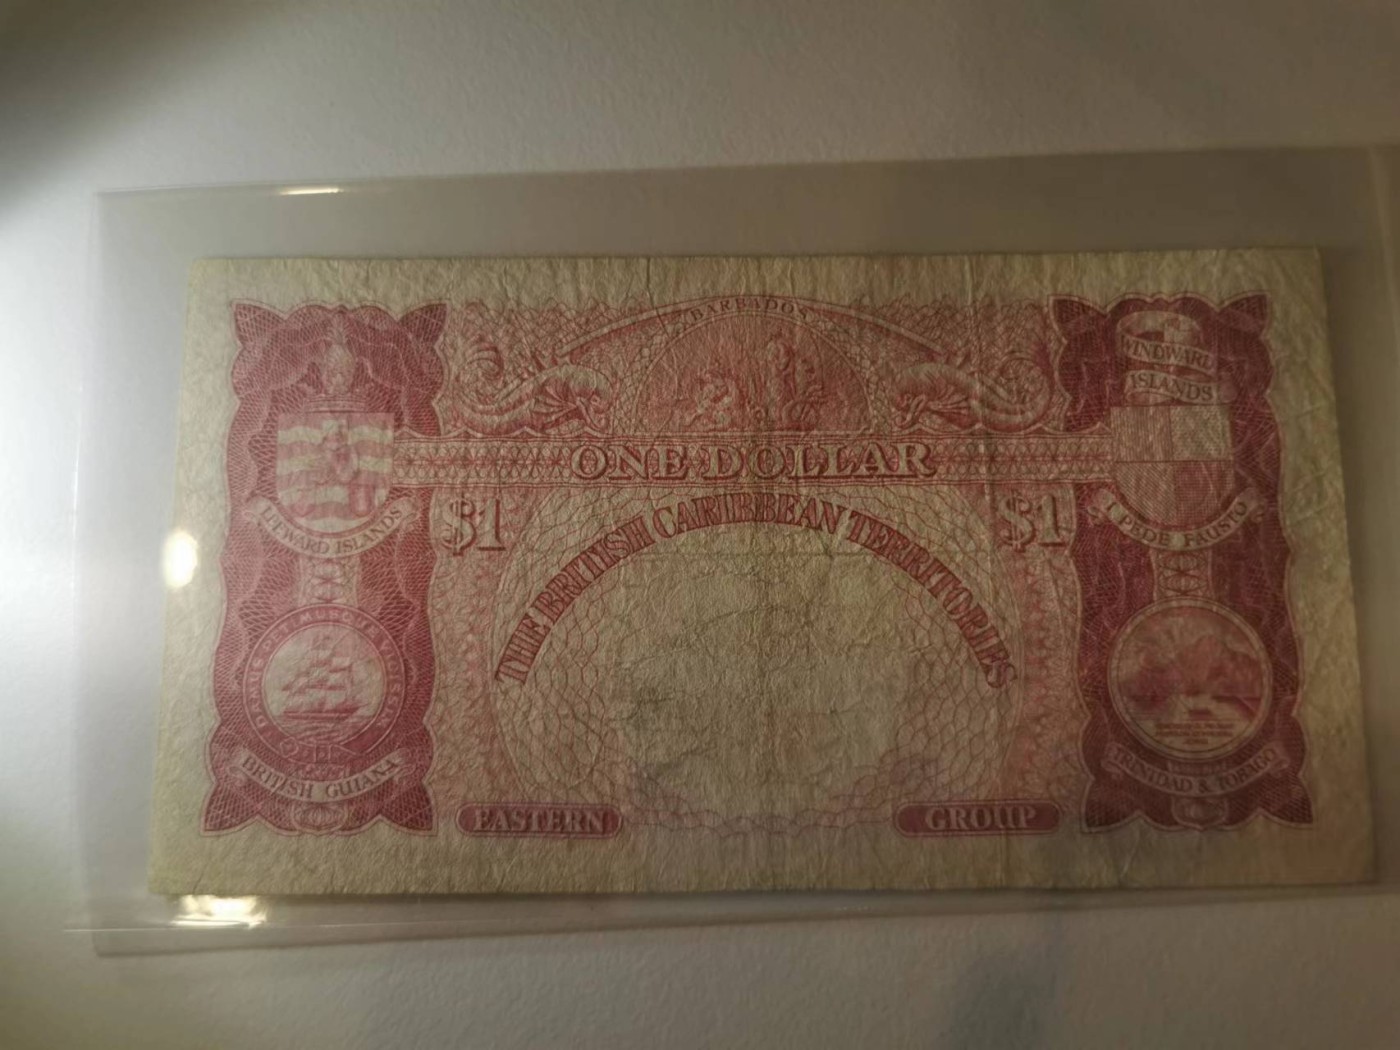 BARBADOS
WINDWARD
ISLANDS
ONE DOLLAR
$1
$1
THE BRITISH CARIBBEAN TERRITORIES
LEEWARD ISLANDS
I PEDE FAUSTO
BRITISH GUIANA
TRINIDAD & TOBAGO
EASTERN
GROUP